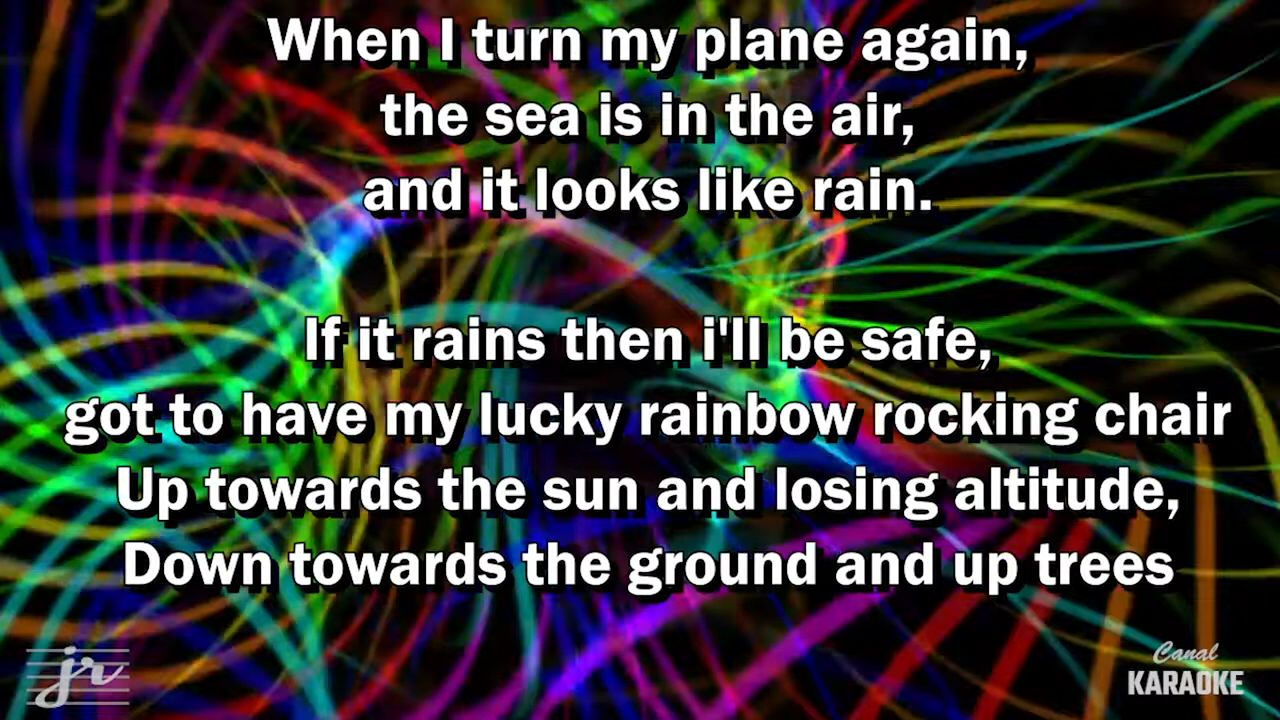 When I turn my plane again,
the sea is in the air,
and it looks like rain.
If it rains then i'll be safe,
got to have my lucky rainbow rocking chair
Up towards the sun and losing altitude,
Down towards the ground and up trees
jr
Canal
KARAOKE